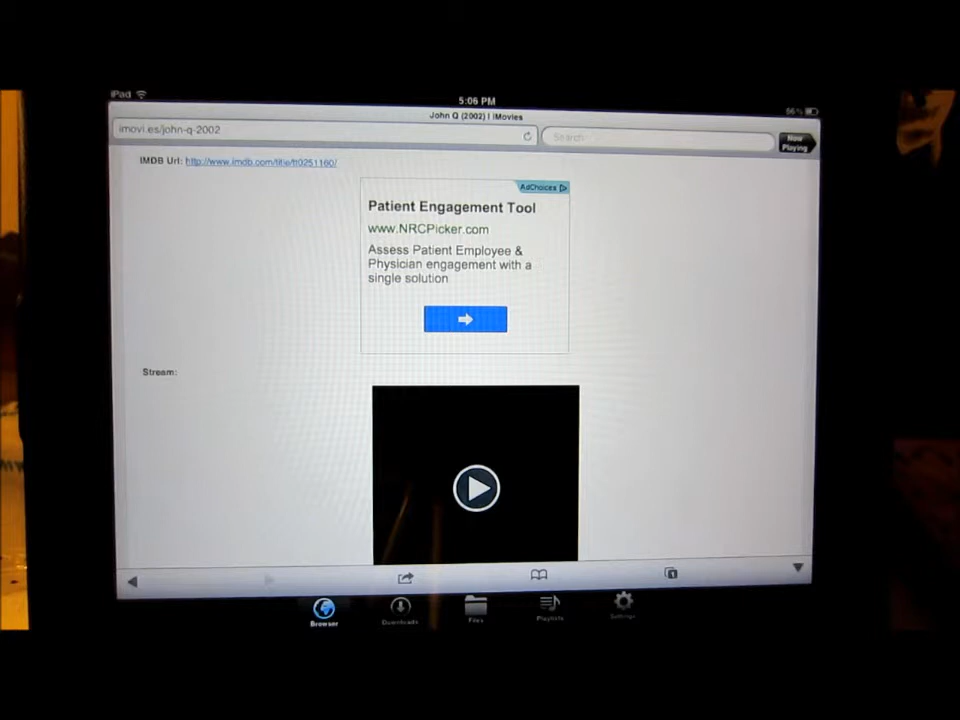 iPad
5:06 PM
66%
John Q (2002) | iMovies
imovi.es/john-q-2002
Search
Now
Playing
IMDB Url: http://www.imdb.com/title/tt0251160/
AdChoices
Patient Engagement Tool
www.NRCPicker.com
Assess Patient Employee &
Physician engagement with a
single solution
Stream:
1
Browser
Downloads
Files
Playlists
Settings